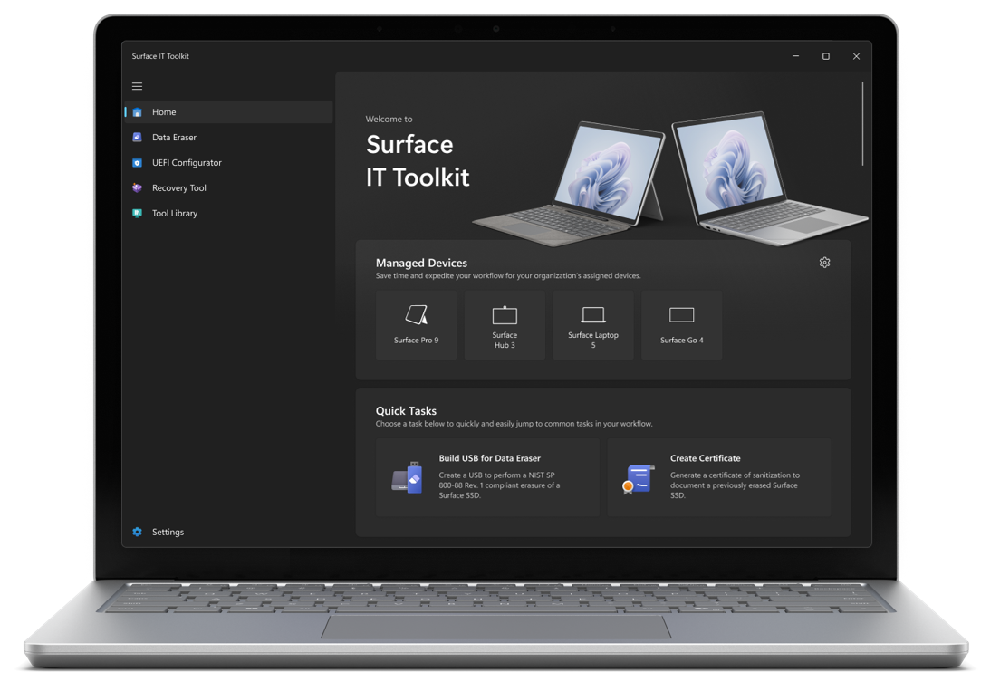 Surface IT Toolkit
Home
Data Eraser
UEFI Configurator
Recovery Tool
Tool Library
Settings
Welcome to
Surface
IT Toolkit
Managed Devices
Save time and expedite your workflow for your organization's assigned devices.
Surface Pro 9
Surface
Hub 3
Surface Laptop
5
Surface Go 4
Quick Tasks
Choose a task below to quickly and easily jump to common tasks in your workflow.
Build USB for Data Eraser
Create a USB to perform a NIST SP
800-88 Rev. 1 compliant erasure of a
Surface SSD.
Create Certificate
Generate a certificate of sanitization to
document a previously erased Surface
SSD.